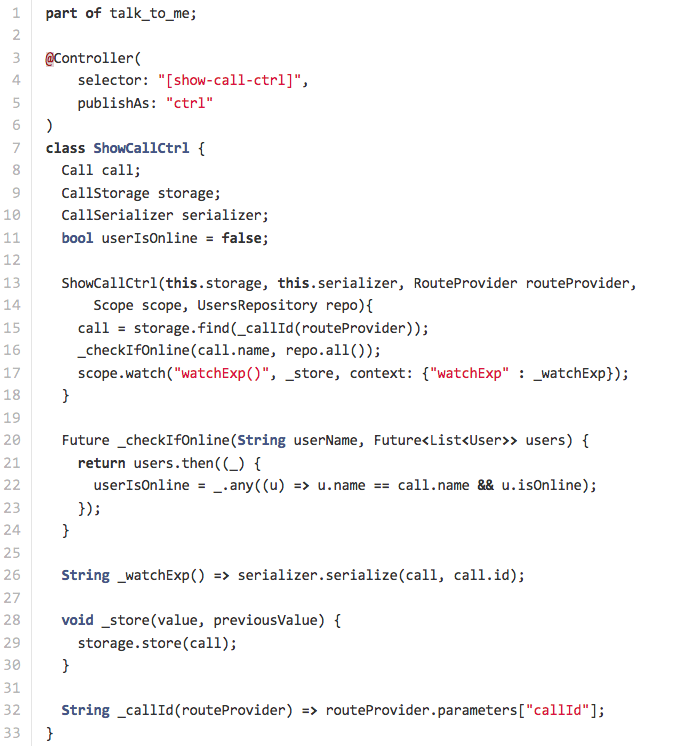 1 part of talk_to_me;
2
3 @Controller(
4     selector: "[show-call-ctrl]",
5     publishAs: "ctrl"
6 )
7 class ShowCallCtrl {
8   Call call;
9   CallStorage storage;
10   CallSerializer serializer;
11   bool userIsOnline = false;
12
13   ShowCallCtrl(this.storage, this.serializer, RouteProvider routeProvider,
14       Scope scope, UsersRepository repo){
15     call = storage.find(_callId(routeProvider));
16     _checkIfOnline(call.name, repo.all());
17     scope.watch("watchExp()", _store, context: {"watchExp" : _watchExp});
18   }
19
20   Future _checkIfOnline(String userName, Future<List<User>> users) {
21     return users.then((_) {
22       userIsOnline = _.any((u) => u.name == call.name && u.isOnline);
23     });
24   }
25
26   String _watchExp() => serializer.serialize(call, call.id);
27
28   void _store(value, previousValue) {
29     storage.store(call);
30   }
31
32   String _callId(routeProvider) => routeProvider.parameters["callId"];
33 }